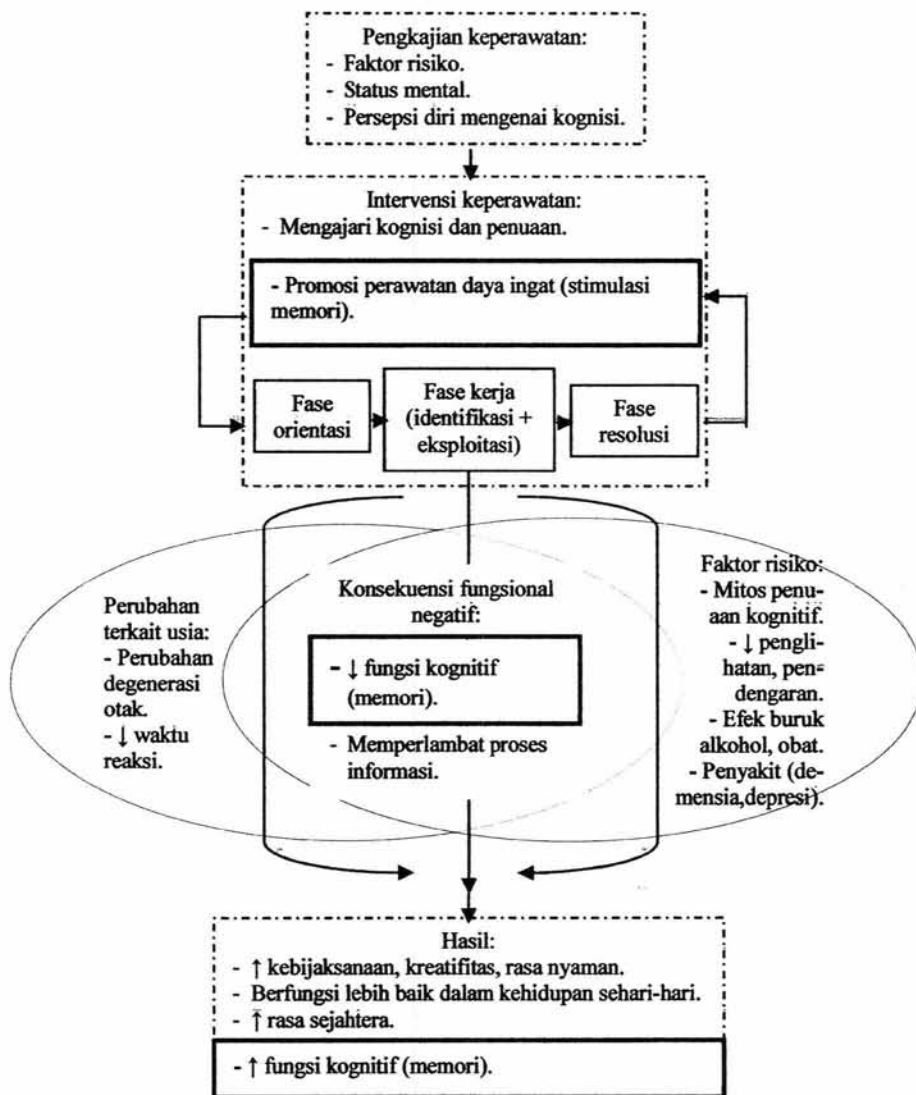 Pengkajian keperawatan:
- Faktor risiko.
- Status mental.
- Persepsi diri mengenai kognisi.
Intervensi keperawatan:
- Mengajari kognisi dan penuaan.
- Promosi perawatan daya ingat (stimulasi
memori).
Fase
orientasi
Fase kerja
(identifikasi +
eksploitasi)
Fase
resolusi
Perubahan
terkait usia:
- Perubahan
degenerasi
otak.
- ↓ waktu
reaksi.
Konsekuensi fungsional
negatif:
- ↓ fungsi kognitif
(memori).
- Memperlambat proses
informasi.
Faktor risiko:
- Mitos penu-
aan kognitif.
- ↓ pengli-
hatan, pen-
dengaran.
- Efek buruk
alkohol, obat.
- Penyakit (de-
mensia,depresi).
Hasil:
- ↑ kebijaksanaan, kreatifitas, rasa nyaman.
- Berfungsi lebih baik dalam kehidupan sehari-hari.
- ↑ rasa sejahtera.
- ↑ fungsi kognitif (memori).